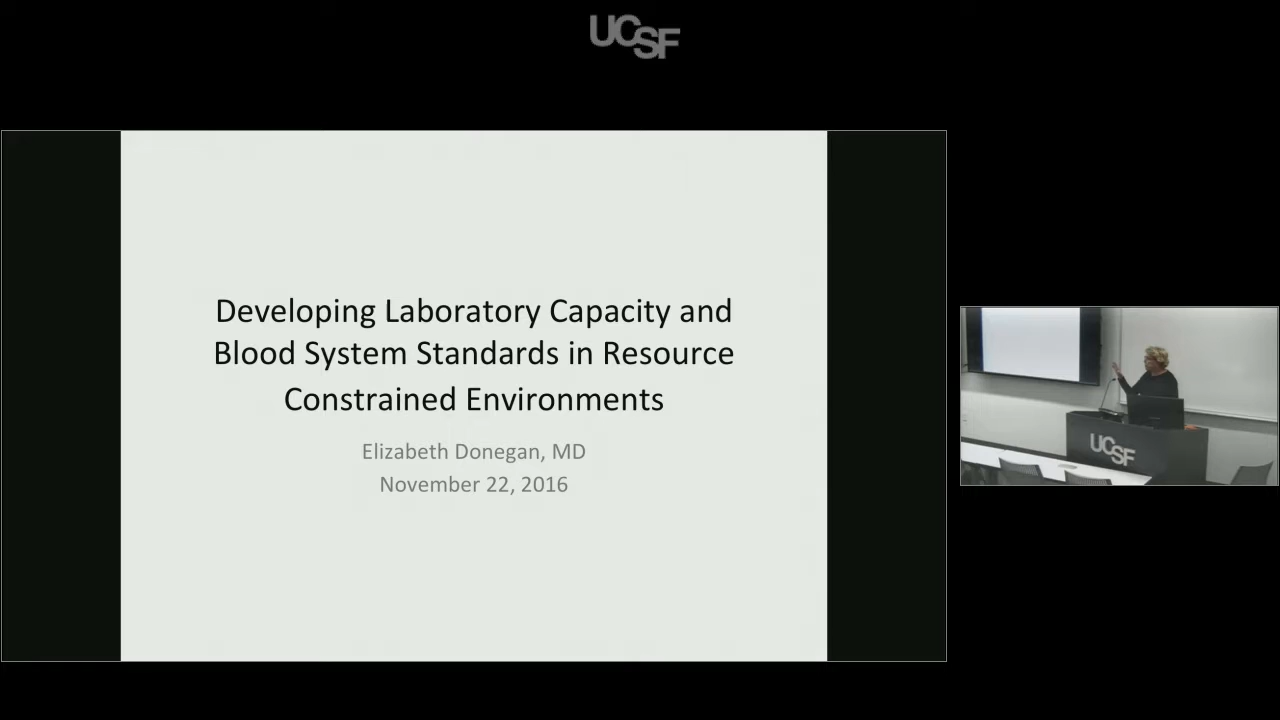 UCSF
Developing Laboratory Capacity and
Blood System Standards in Resource
Constrained Environments
Elizabeth Donegan, MD
November 22, 2016
UCSF